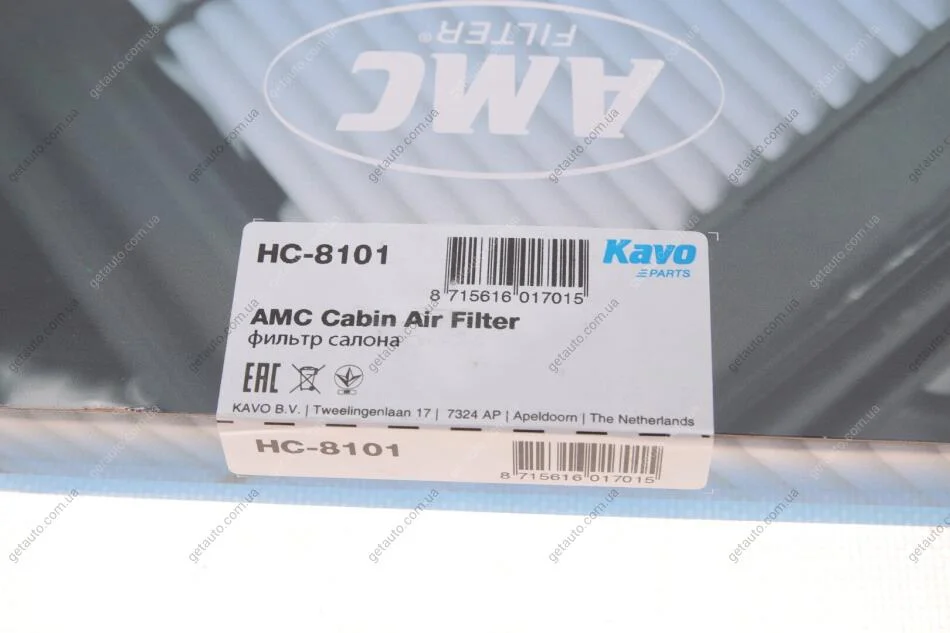 AMC
FILTER®
HC-8101
8 715616 017015
Kavo
PARTS
AMC Cabin Air Filter
фильтр салона
EAC
KAVO B.V. | Tweelingenlaan 17 | 7324 AP | Apeldoorn | The Netherlands
HC-8101
8 715616 017015
getauto.com.ua